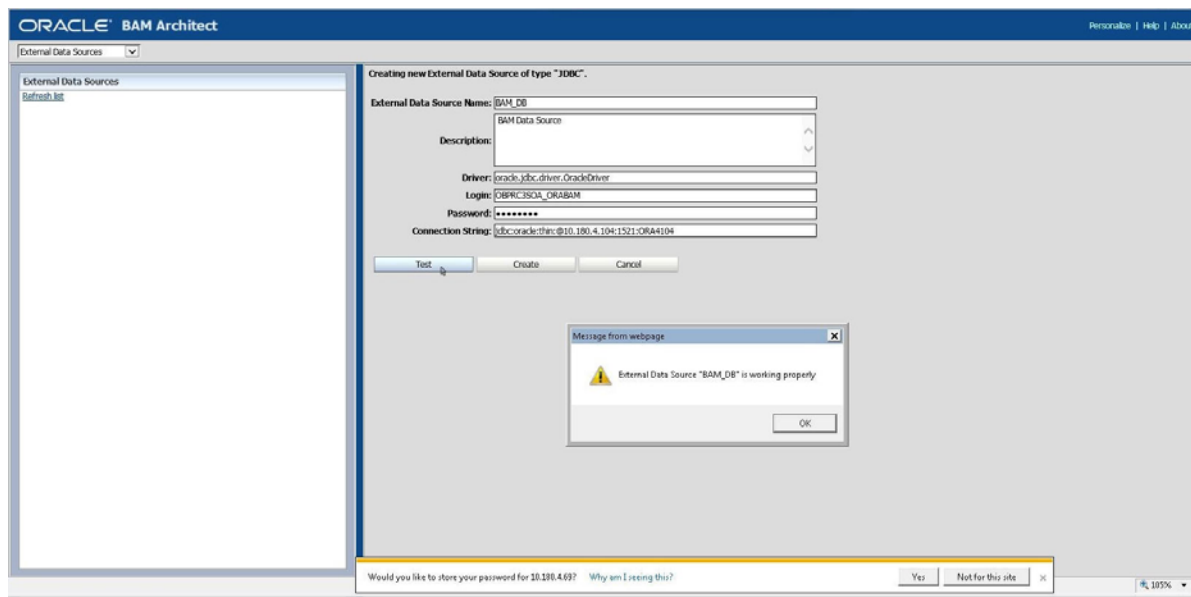 ORACLE® BAM Architect
Personalize | Help | About
External Data Sources
External Data Sources
Refresh list
Creating new External Data Source of type "JDBC".
External Data Source Name: BAM_DB
Description: BAM Data Source
Driver: oracle.jdbc.driver.OracleDriver
Login: OBPRC3SOA_ORABAM
Password: ••••••••
Connection String: jdbc:oracle:thin:@10.180.4.104:1521:ORA4104
Test Create Cancel
Message from webpage
External Data Source "BAM_DB" is working properly
OK
Would you like to store your password for 10.180.4.69? Why am I seeing this? Yes Not for this site
105%